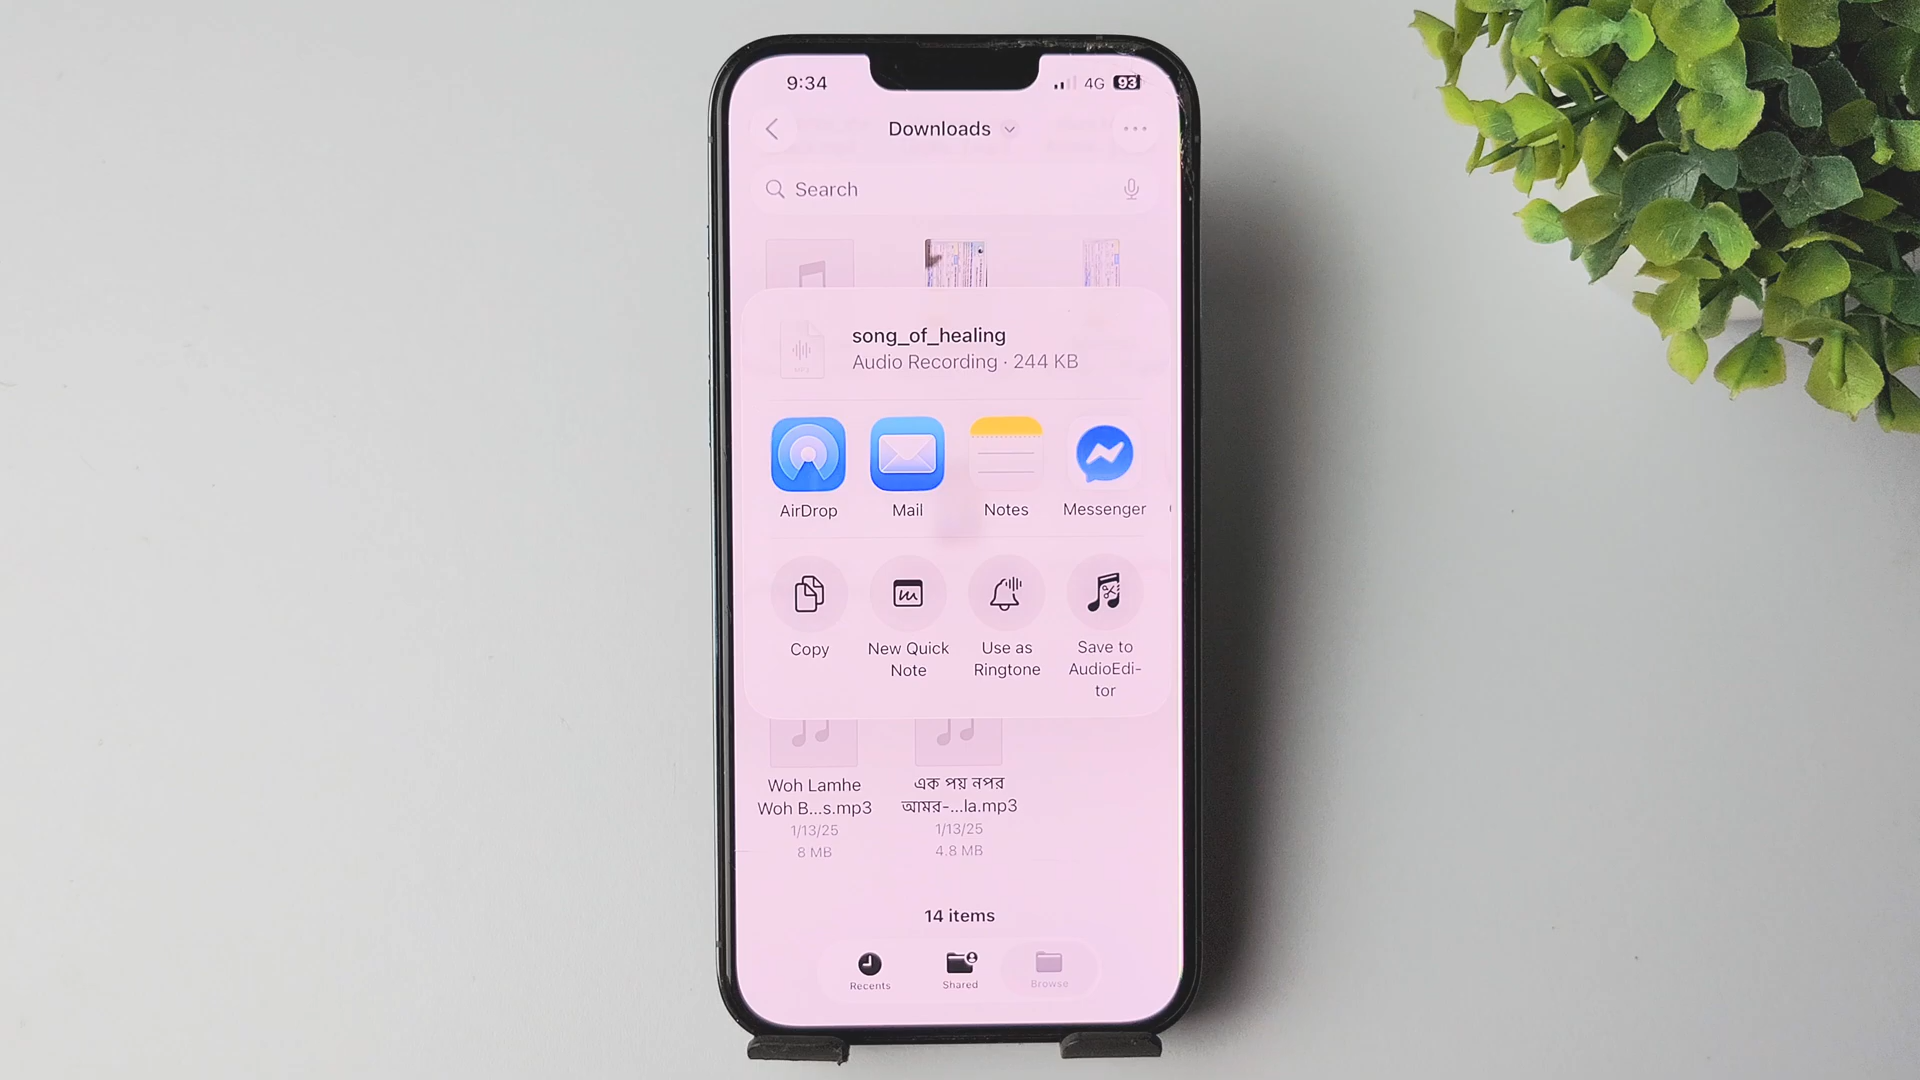 9:34
4G 93
Downloads
Search
song_of_healing
Audio Recording · 244 KB
AirDrop
Mail
Notes
Messenger
Copy
New Quick
Note
Use as
Ringtone
Save to
AudioEdi-
tor
Woh Lamhe
Woh B...s.mp3
1/13/25
8 MB
এক পয় নপর
আমর-...la.mp3
1/13/25
4.8 MB
14 items
Recents
Shared
Browse